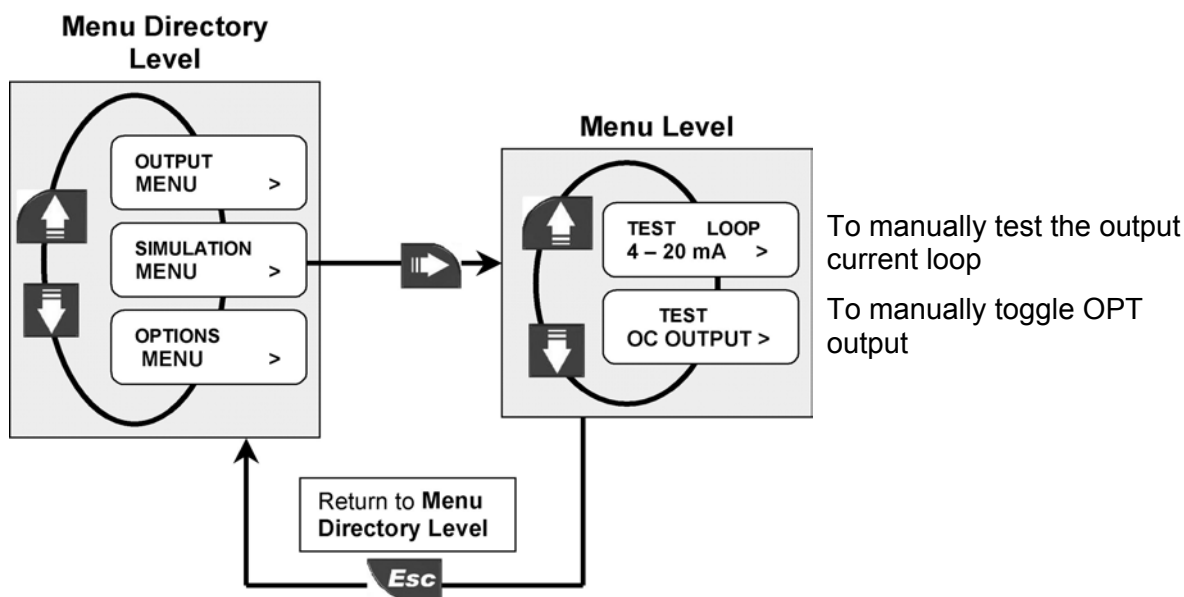 Menu Directory
Level
OUTPUT
MENU >
SIMULATION
MENU >
OPTIONS
MENU >
Menu Level
TEST LOOP
4 – 20 mA >
TEST
OC OUTPUT >
To manually test the output
current loop
To manually toggle OPT
output
Return to Menu
Directory Level
Esc